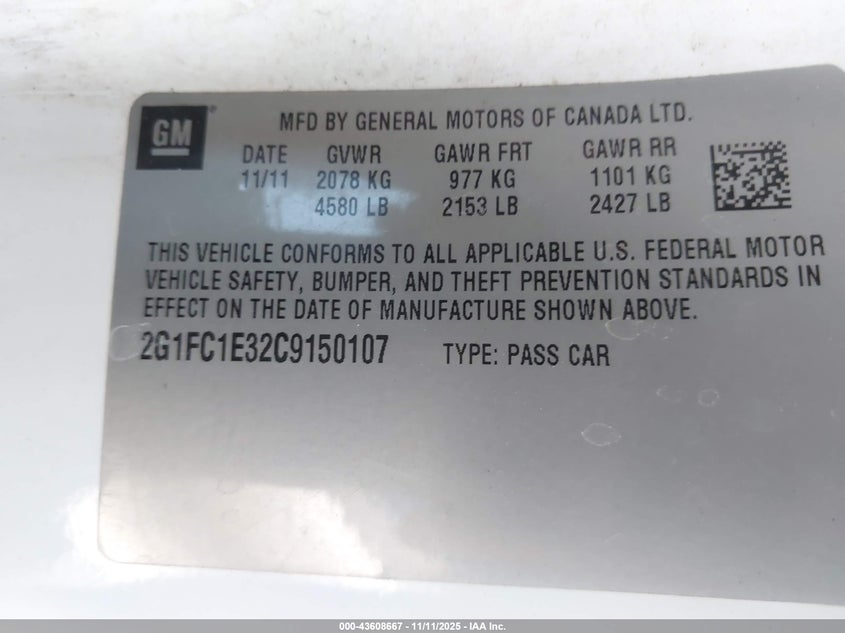 GM®
MFD BY GENERAL MOTORS OF CANADA LTD.
DATE GVWR GAWR FRT GAWR RR
11/11 2078 KG 977 KG 1101 KG
4580 LB 2153 LB 2427 LB
THIS VEHICLE CONFORMS TO ALL APPLICABLE U.S. FEDERAL MOTOR
VEHICLE SAFETY, BUMPER, AND THEFT PREVENTION STANDARDS IN
EFFECT ON THE DATE OF MANUFACTURE SHOWN ABOVE.
2G1FC1E32C9150107 TYPE: PASS CAR
000-43608667 - 11/11/2025 - IAA Inc.